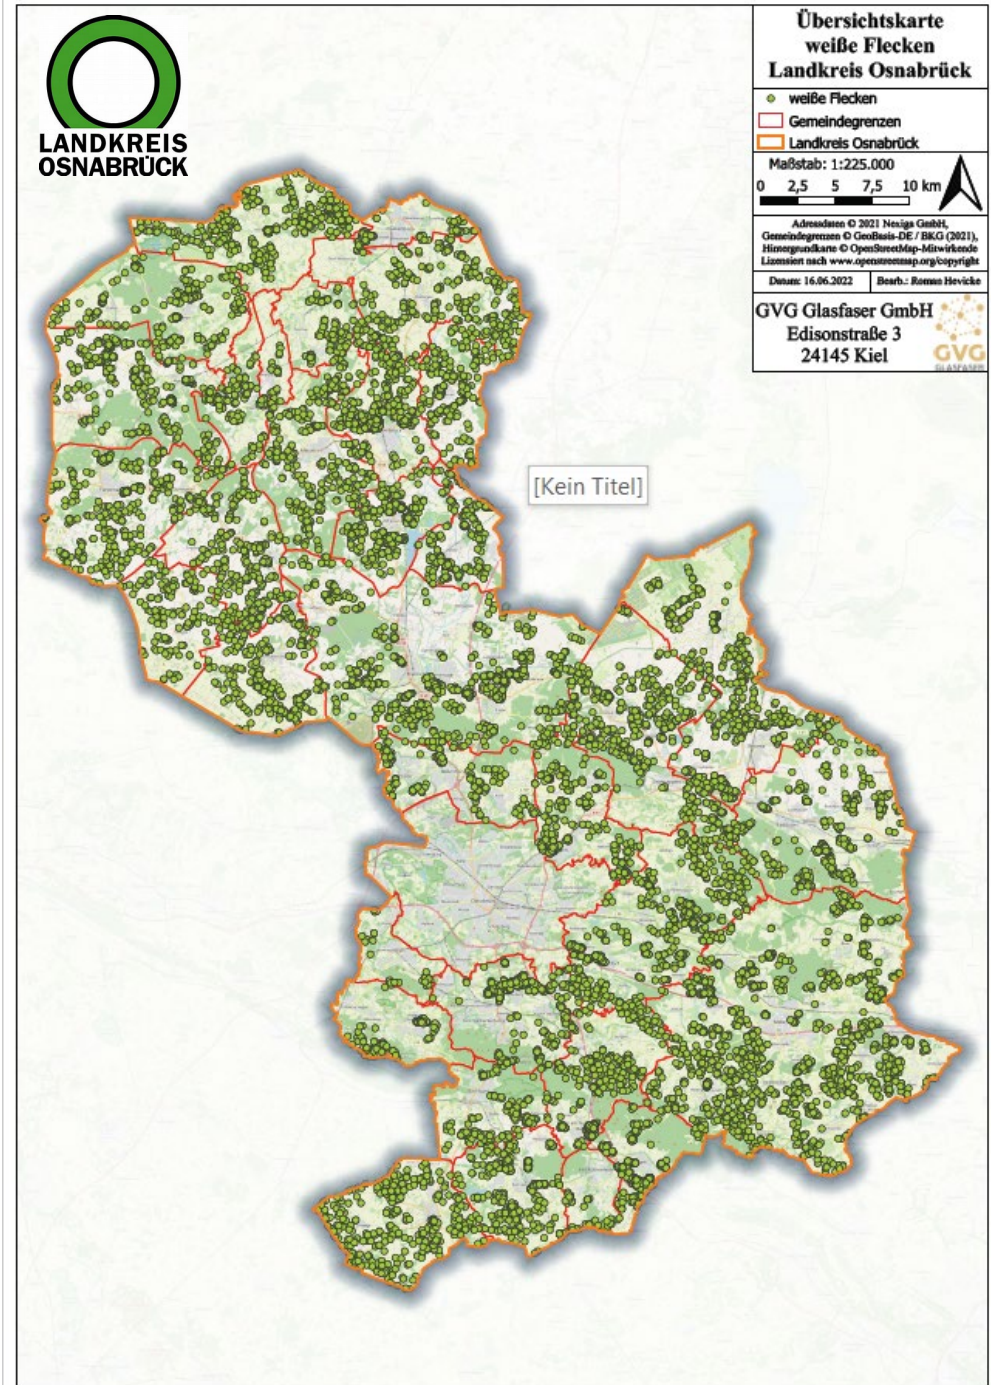 LANDKREIS
OSNABRÜCK
Übersichtskarte
weiße Flecken
Landkreis Osnabrück
weiße Flecken
Gemeindegrenzen
Landkreis Osnabrück
Maßstab: 1:225.000
0 2,5 5 7,5 10 km
Adressdaten © 2021 Nexiga GmbH,
Gemeindegrenzen © GeoBasis-DE / BKG (2021),
Hintergrundkarte © OpenStreetMap-Mitwirkende
Lizensiert nach www.openstreetmap.org/copyright
Datum: 16.06.2022 Bearb.: Roman Hevicke
GVG Glasfaser GmbH
Edisonstraße 3
24145 Kiel
GVG
GLASFASER
[Kein Titel]